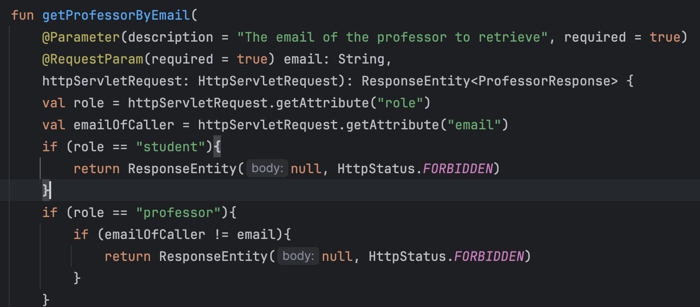 fun getProfessorByEmail(
@Parameter(description = "The email of the professor to retrieve", required = true)
@RequestParam(required = true) email: String,
httpServletRequest: HttpServletRequest): ResponseEntity<ProfessorResponse> {
val role = httpServletRequest.getAttribute("role")
val emailOfCaller = httpServletRequest.getAttribute("email")
if (role == "student"){
return ResponseEntity( body: null, HttpStatus.FORBIDDEN)
}
if (role == "professor"){
if (emailOfCaller != email){
return ResponseEntity( body: null, HttpStatus.FORBIDDEN)
}
}